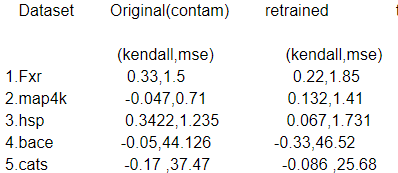 Dataset Original(contam) retrained
(kendall,mse) (kendall,mse)
1.Fxr 0.33,1.5 0.22,1.85
2.map4k -0.047,0.71 0.132,1.41
3.hsp 0.3422,1.235 0.067,1.731
4.bace -0.05,44.126 -0.33,46.52
5.cats -0.17 ,37.47 -0.086 ,25.68